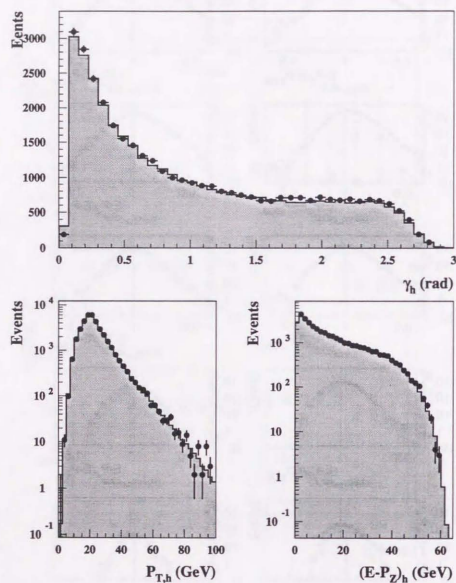 Eents
3000
2500
2000
1500
1000
500
0
0 0.5 1 1.5 2 2.5 3
γh (rad)
Events
10^4
10^3
10^2
10
1
10^-1
0 20 40 60 80 100
PT,h (GeV)
Events
10^3
10^2
10
1
10^-1
0 20 40 60
(E-PZ)h (GeV)